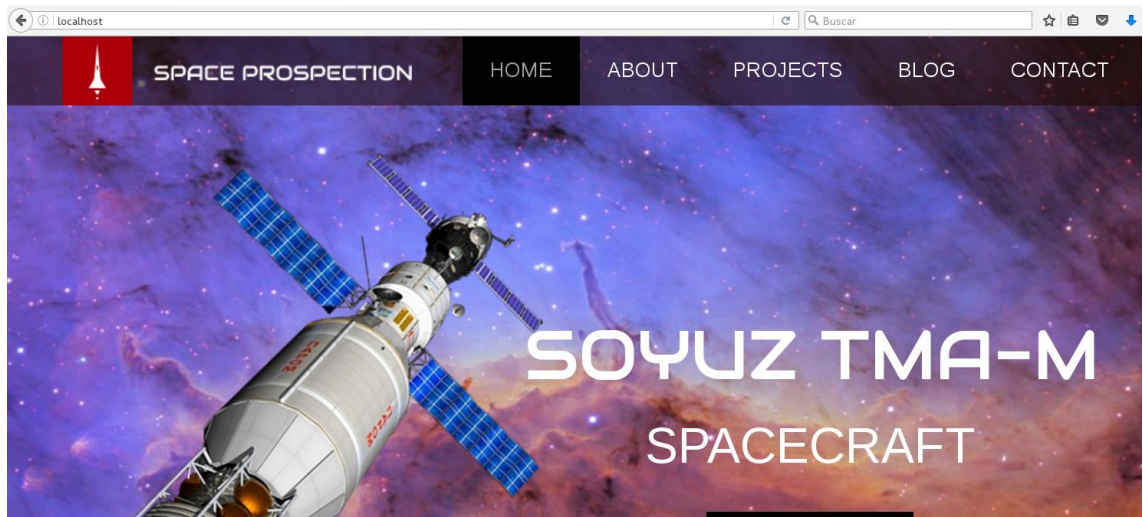 localhost
Buscar
SPACE PROSPECTION
HOME ABOUT PROJECTS BLOG CONTACT
SOYUZ TMA-M
SPACECRAFT